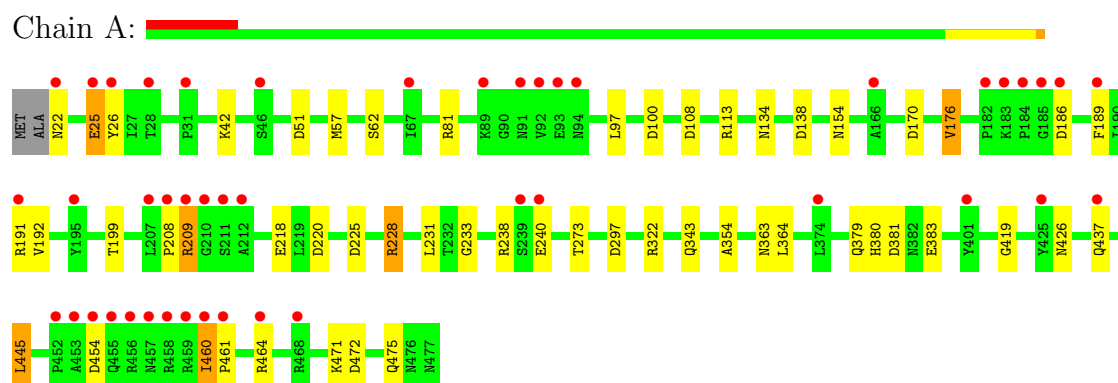 Chain A:
MET ALA N22 E25 Y26 I27 T28 P31 K42 S46 D51 M57 S62 I67 R81 K89 G90 N91 V92 E93 N94 L97 D100 D108 R113 N134 D138 N154 A166 D170 V176 P182 K183 P184 G185 D186 F189
R191 V192 Y195 T199 L207 P208 R209 G210 S211 A212 E218 L219 D220 D225 R228 L231 T232 G233 R238 S239 E240 T273 D297 R322 Q343 A354 N363 L364 L374 Q379 H380 D381 N382 E383 Y401 G419 Y425 N426 Q437
L445 P452 A453 D454 Q455 R456 N457 R458 R459 I460 P461 R464 R468 K471 D472 Q475 N476 N477